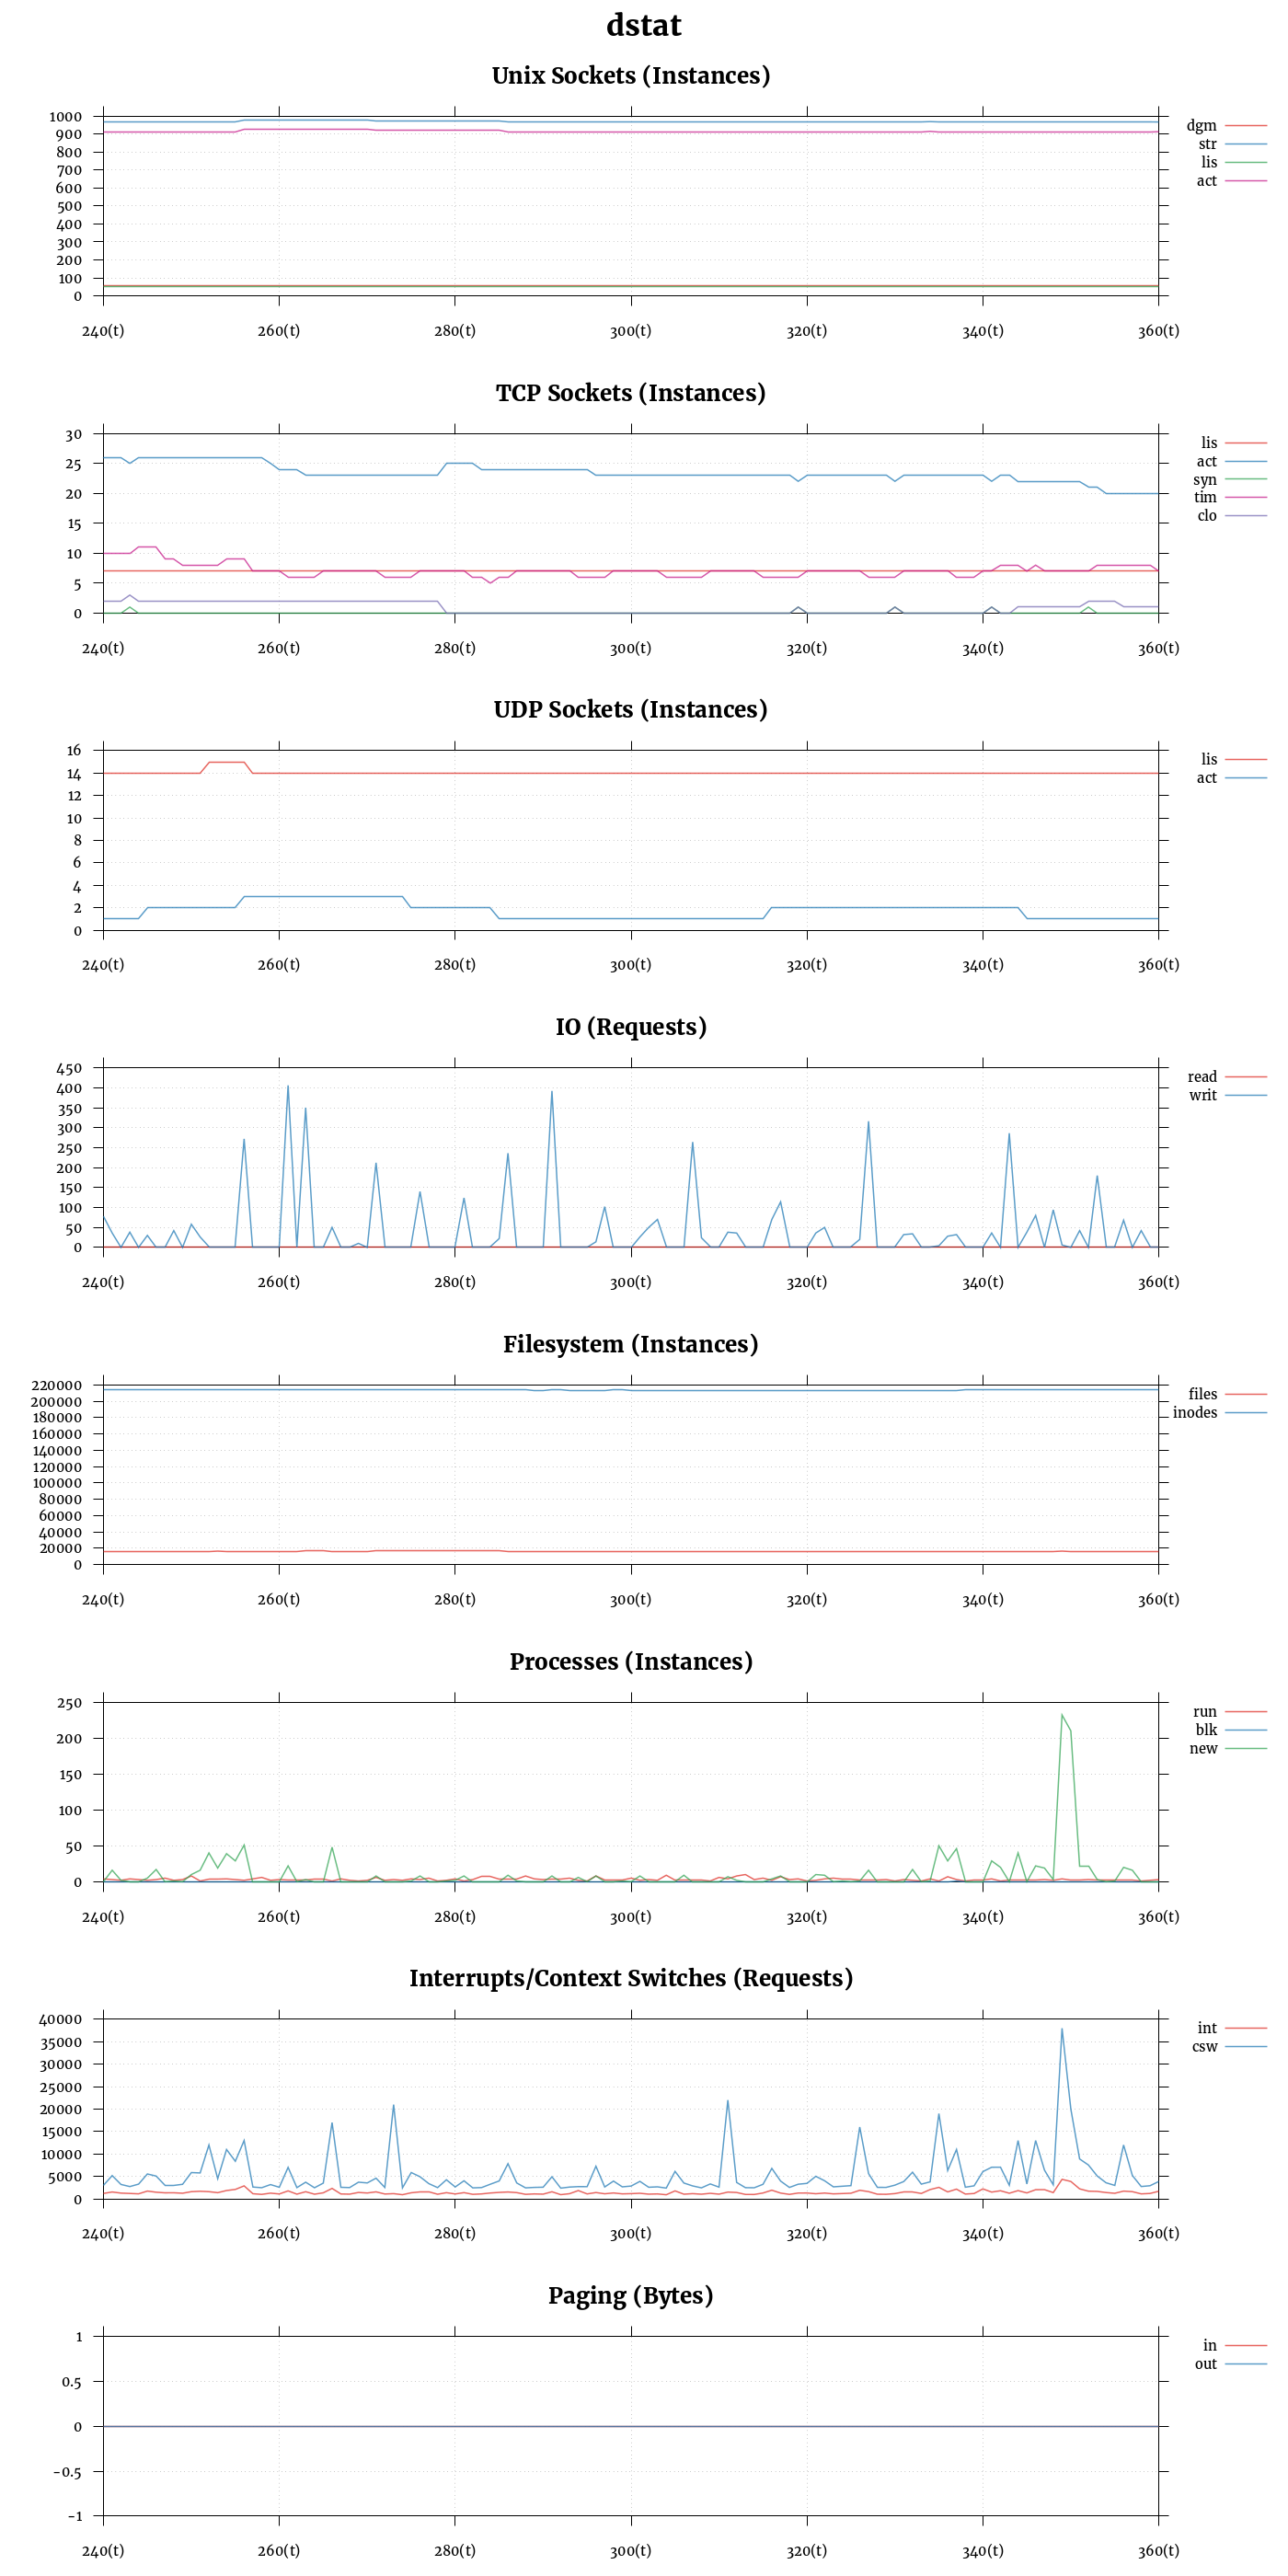 dstat
Unix Sockets (Instances)
1000
900
800
700
600
500
400
300
200
100
0
240(t) 260(t) 280(t) 300(t) 320(t) 340(t) 360(t)
dgm
str
lis
act
TCP Sockets (Instances)
30
25
20
15
10
5
0
240(t) 260(t) 280(t) 300(t) 320(t) 340(t) 360(t)
lis
act
syn
tim
clo
UDP Sockets (Instances)
16
14
12
10
8
6
4
2
0
240(t) 260(t) 280(t) 300(t) 320(t) 340(t) 360(t)
lis
act
IO (Requests)
450
400
350
300
250
200
150
100
50
0
240(t) 260(t) 280(t) 300(t) 320(t) 340(t) 360(t)
read
writ
Filesystem (Instances)
220000
200000
180000
160000
140000
120000
100000
80000
60000
40000
20000
0
240(t) 260(t) 280(t) 300(t) 320(t) 340(t) 360(t)
files
inodes
Processes (Instances)
250
200
150
100
50
0
240(t) 260(t) 280(t) 300(t) 320(t) 340(t) 360(t)
run
blk
new
Interrupts/Context Switches (Requests)
40000
35000
30000
25000
20000
15000
10000
5000
0
240(t) 260(t) 280(t) 300(t) 320(t) 340(t) 360(t)
int
csw
Paging (Bytes)
1
0.5
0
-0.5
-1
240(t) 260(t) 280(t) 300(t) 320(t) 340(t) 360(t)
in
out